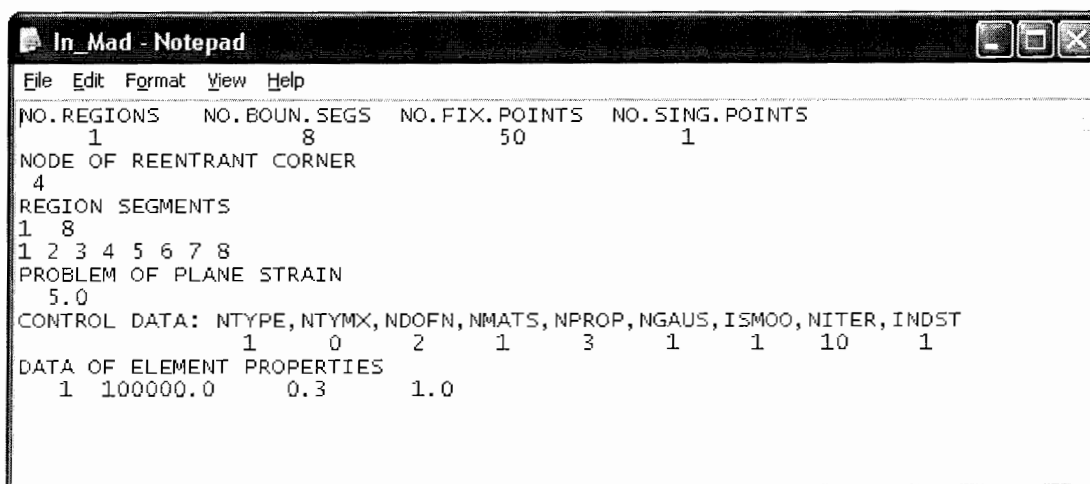 In_Mad - Notepad
File Edit Format View Help
NO.REGIONS NO.BOUN.SEGS NO.FIX.POINTS NO.SING.POINTS
1 8 50 1
NODE OF REENTRANT CORNER
4
REGION SEGMENTS
1 8
1 2 3 4 5 6 7 8
PROBLEM OF PLANE STRAIN
5.0
CONTROL DATA: NTYPE,NTYMX,NDOFN,NMATS,NPROP,NGAUS,ISMOO,NITER,INDST
1 0 2 1 3 1 1 10 1
DATA OF ELEMENT PROPERTIES
1 100000.0 0.3 1.0